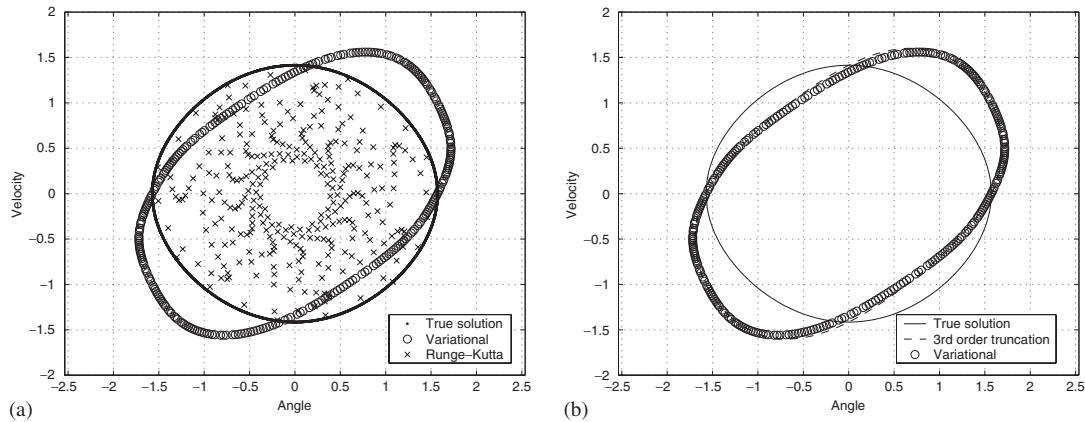 2
1.5
1
0.5
0
−0.5
−1
−1.5
−2
Velocity
−2.5 −2 −1.5 −1 −0.5 0 0.5 1 1.5 2 2.5
Angle
True solution
Variational
Runge−Kutta
(a)
2
1.5
1
0.5
0
−0.5
−1
−1.5
−2
Velocity
−2.5 −2 −1.5 −1 −0.5 0 0.5 1 1.5 2 2.5
Angle
True solution
3rd order truncation
Variational
(b)